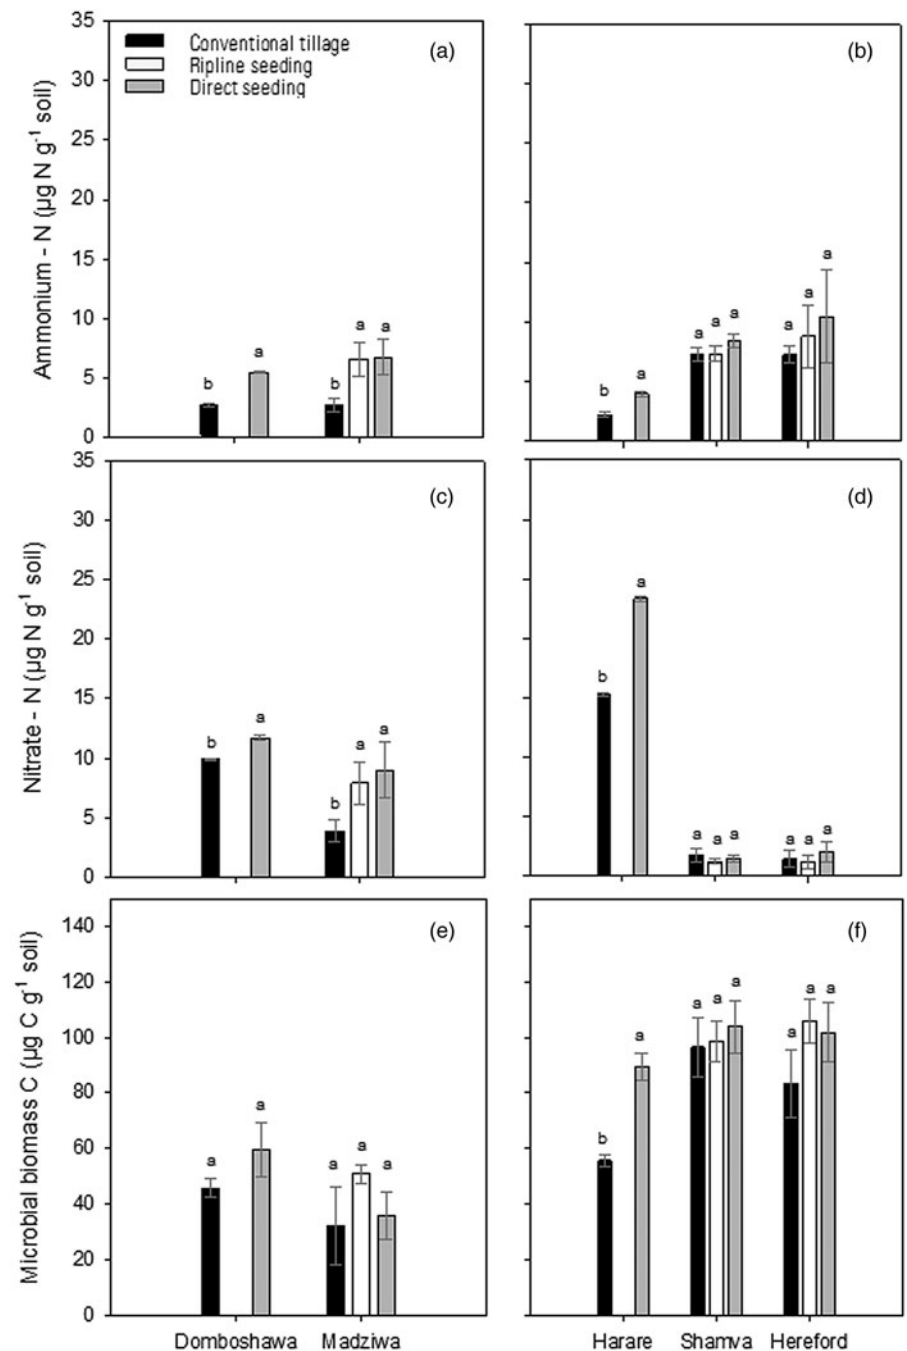 Ammonium - N (µg N g⁻¹ soil)
35
30
25
20
15
10
5
0
Conventional tillage
Ripline seeding
Direct seeding
(a)
b
a
b
a
a
(b)
b
a
a
a
a
a
a
a
Nitrate - N (µg N g⁻¹ soil)
35
30
25
20
15
10
5
0
(c)
b
a
b
a
a
(d)
b
a
a
a
a
a
a
a
Microbial biomass C (µg C g⁻¹ soil)
140
120
100
80
60
40
20
0
(e)
a
a
a
a
a
(f)
b
a
a
a
a
a
a
a
Domboshawa Madziwa
Harare Shamva Hereford